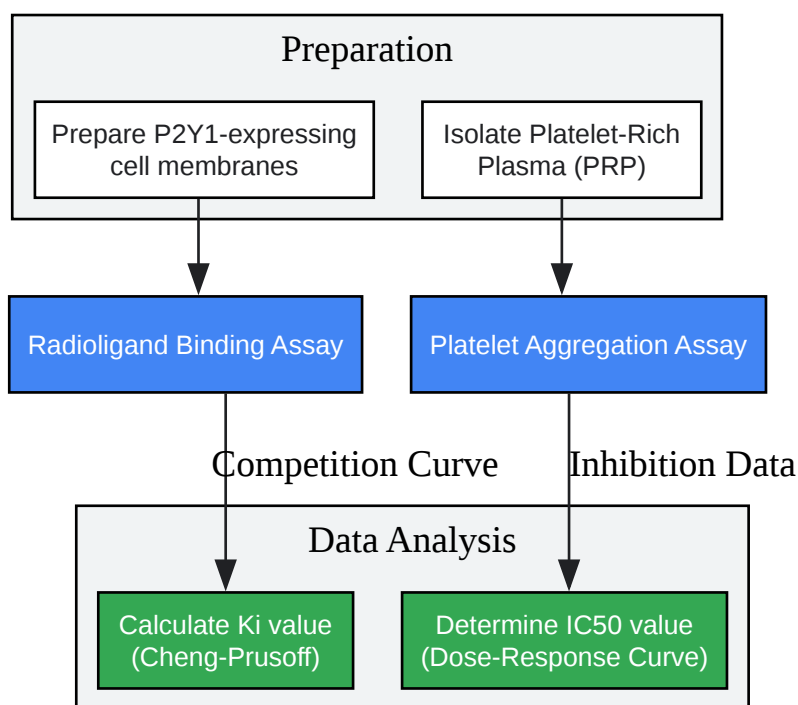 Preparation
Prepare P2Y1-expressing
cell membranes
Isolate Platelet-Rich
Plasma (PRP)
Radioligand Binding Assay
Platelet Aggregation Assay
Competition Curve
Inhibition Data
Data Analysis
Calculate Ki value
(Cheng-Prusoff)
Determine IC50 value
(Dose-Response Curve)